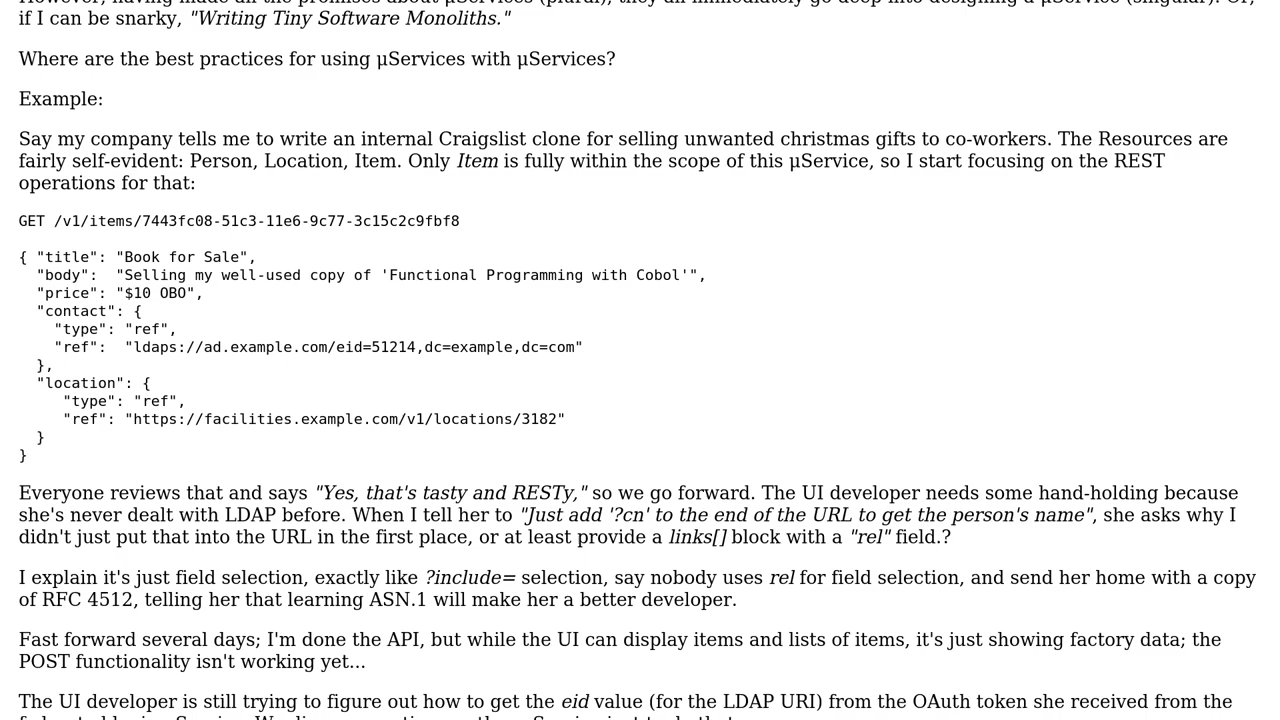 if I can be snarky, "Writing Tiny Software Monoliths."
Where are the best practices for using µServices with µServices?
Example:
Say my company tells me to write an internal Craigslist clone for selling unwanted christmas gifts to co-workers. The Resources are
fairly self-evident: Person, Location, Item. Only Item is fully within the scope of this µService, so I start focusing on the REST
operations for that:
GET /v1/items/7443fc08-51c3-11e6-9c77-3c15c2c9fbf8
{ "title": "Book for Sale",
"body":  "Selling my well-used copy of 'Functional Programming with Cobol'",
"price": "$10 OBO",
"contact": {
"type": "ref",
"ref":  "ldaps://ad.example.com/eid=51214,dc=example,dc=com"
},
"location": {
"type": "ref",
"ref": "https://facilities.example.com/v1/locations/3182"
}
}
Everyone reviews that and says "Yes, that's tasty and RESTy," so we go forward. The UI developer needs some hand-holding because
she's never dealt with LDAP before. When I tell her to "Just add '?cn' to the end of the URL to get the person's name", she asks why I
didn't just put that into the URL in the first place, or at least provide a links[] block with a "rel" field.?
I explain it's just field selection, exactly like ?include= selection, say nobody uses rel for field selection, and send her home with a copy
of RFC 4512, telling her that learning ASN.1 will make her a better developer.
Fast forward several days; I'm done the API, but while the UI can display items and lists of items, it's just showing factory data; the
POST functionality isn't working yet...
The UI developer is still trying to figure out how to get the eid value (for the LDAP URI) from the OAuth token she received from the